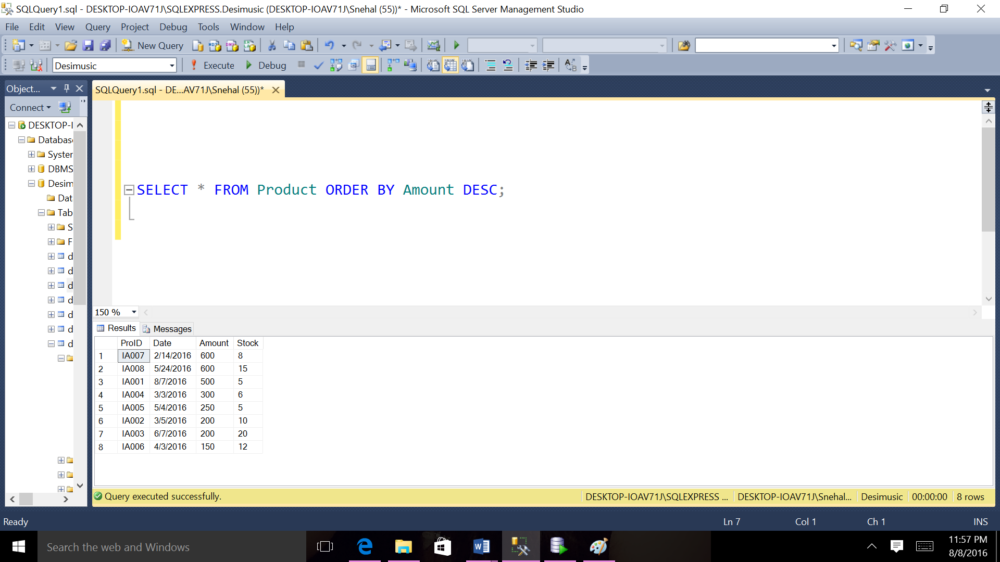 SQLQuery1.sql - DESKTOP-IOAV71J\SQLEXPRESS.Desimusic (DESKTOP-IOAV71J\Snehal (55))* - Microsoft SQL Server Management Studio
File Edit View Query Project Debug Tools Window Help
New Query
Desimusic Execute Debug
Object... SQLQuery1.sql - DE...AV71J\Snehal (55))*
Connect
DESKTOP-I
Databas
System
DBMS
Desim
Dat
Tab
S
F
d
d
d
d
d
d
d
SELECT * FROM Product ORDER BY Amount DESC;
150 %
Results Messages
ProID Date Amount Stock
1 IA007 2/14/2016 600 8
2 IA008 5/24/2016 600 15
3 IA001 8/7/2016 500 5
4 IA004 3/3/2016 300 6
5 IA005 5/4/2016 250 5
6 IA002 3/5/2016 200 10
7 IA003 6/7/2016 200 20
8 IA006 4/3/2016 150 12
Query executed successfully. DESKTOP-IOAV71J\SQLEXPRESS ... DESKTOP-IOAV71J\Snehal... Desimusic 00:00:00 8 rows
Ready Ln 7 Col 1 Ch 1 INS
Search the web and Windows
11:57 PM
8/8/2016